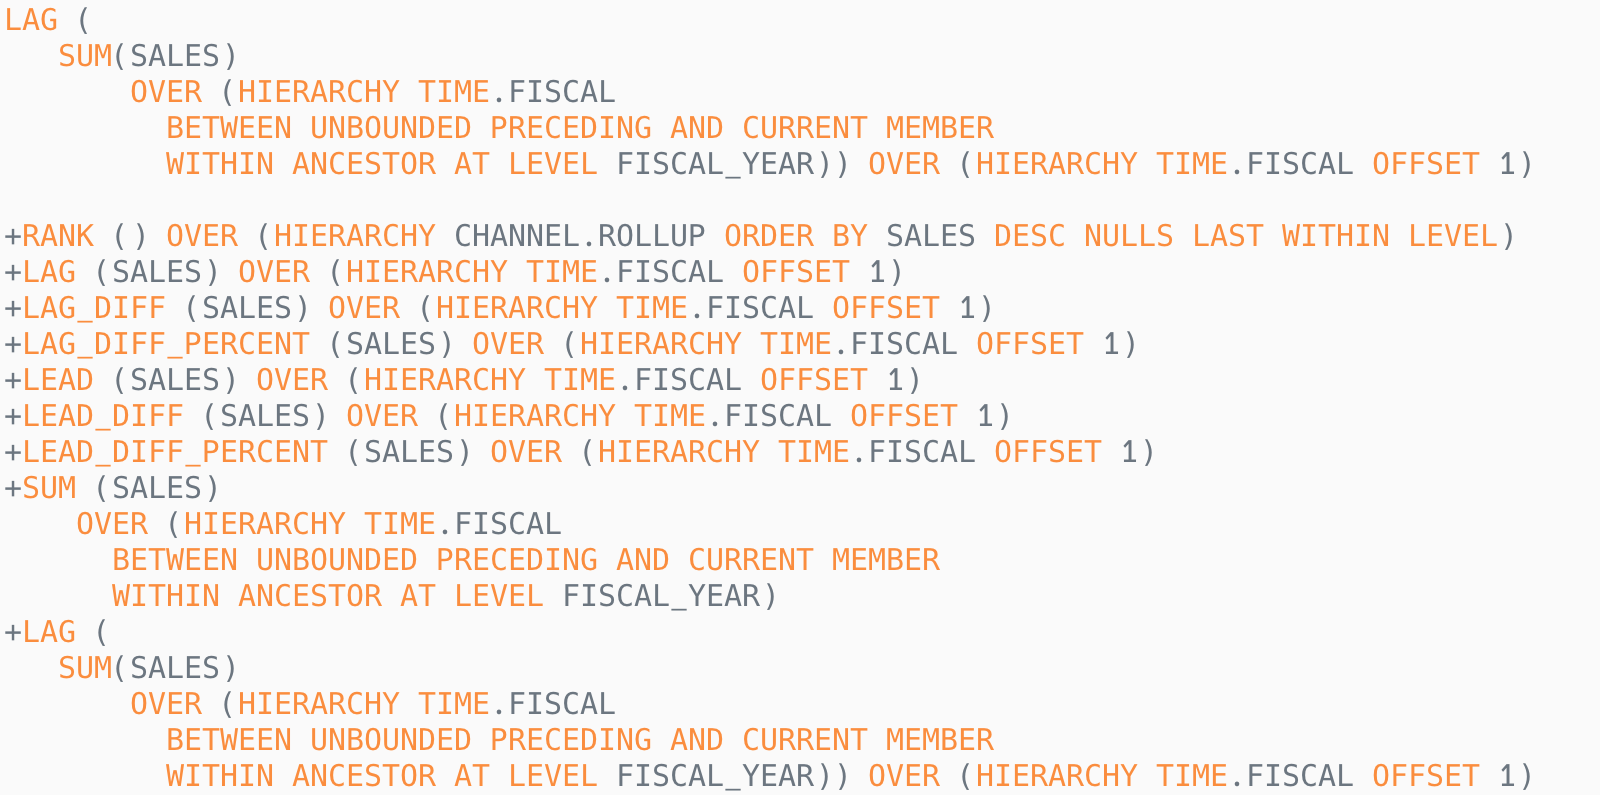 LAG (
SUM(SALES)
OVER (HIERARCHY TIME.FISCAL
BETWEEN UNBOUNDED PRECEDING AND CURRENT MEMBER
WITHIN ANCESTOR AT LEVEL FISCAL_YEAR)) OVER (HIERARCHY TIME.FISCAL OFFSET 1)
+RANK () OVER (HIERARCHY CHANNEL.ROLLUP ORDER BY SALES DESC NULLS LAST WITHIN LEVEL)
+LAG (SALES) OVER (HIERARCHY TIME.FISCAL OFFSET 1)
+LAG_DIFF (SALES) OVER (HIERARCHY TIME.FISCAL OFFSET 1)
+LAG_DIFF_PERCENT (SALES) OVER (HIERARCHY TIME.FISCAL OFFSET 1)
+LEAD (SALES) OVER (HIERARCHY TIME.FISCAL OFFSET 1)
+LEAD_DIFF (SALES) OVER (HIERARCHY TIME.FISCAL OFFSET 1)
+LEAD_DIFF_PERCENT (SALES) OVER (HIERARCHY TIME.FISCAL OFFSET 1)
+SUM (SALES)
OVER (HIERARCHY TIME.FISCAL
BETWEEN UNBOUNDED PRECEDING AND CURRENT MEMBER
WITHIN ANCESTOR AT LEVEL FISCAL_YEAR)
+LAG (
SUM(SALES)
OVER (HIERARCHY TIME.FISCAL
BETWEEN UNBOUNDED PRECEDING AND CURRENT MEMBER
WITHIN ANCESTOR AT LEVEL FISCAL_YEAR)) OVER (HIERARCHY TIME.FISCAL OFFSET 1)